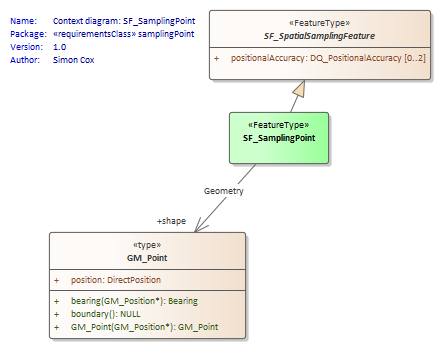 Name: Context diagram: SF_SamplingPoint
Package: «requirementsClass» samplingPoint
Version: 1.0
Author: Simon Cox
«FeatureType»
SF_SpatialSamplingFeature
+ positionalAccuracy: DQ_PositionalAccuracy [0..2]
«FeatureType»
SF_SamplingPoint
Geometry
+shape
«type»
GM_Point
+ position: DirectPosition
+ bearing(GM_Position*): Bearing
+ boundary(): NULL
+ GM_Point(GM_Position*): GM_Point